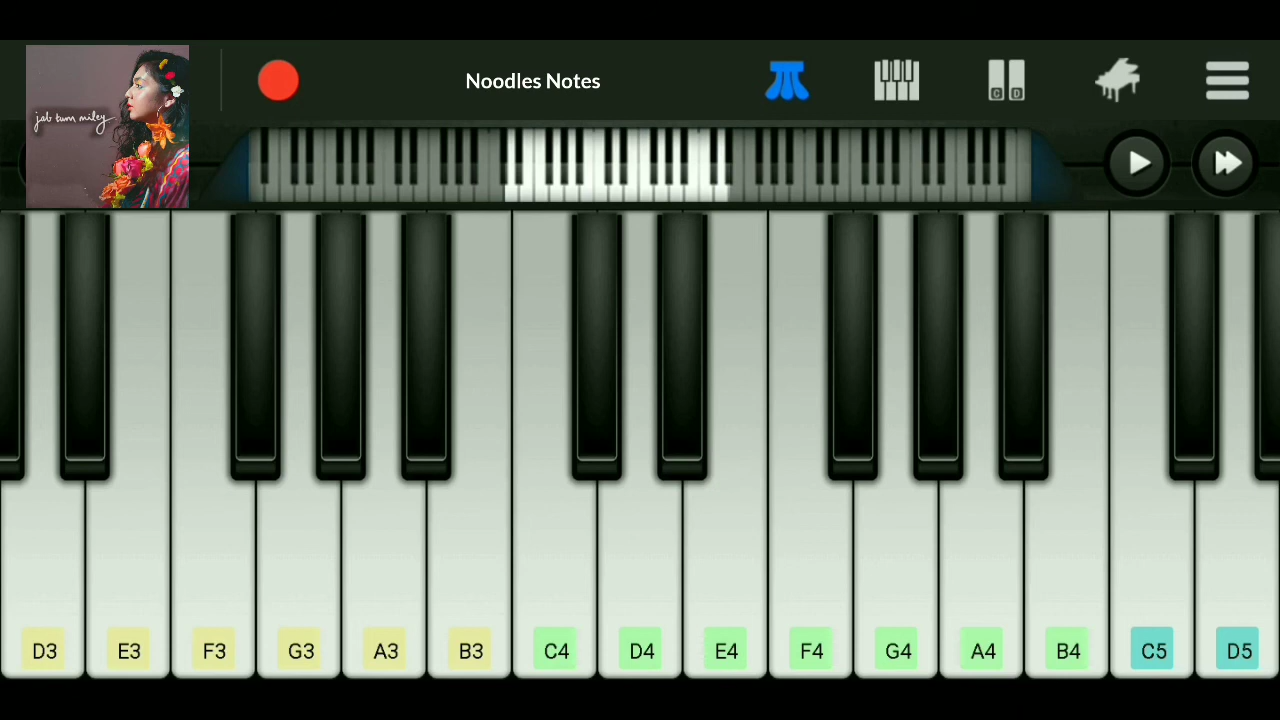 Noodles Notes
jab tum miley
C D
D3 E3 F3 G3 A3 B3 C4 D4 E4 F4 G4 A4 B4 C5 D5